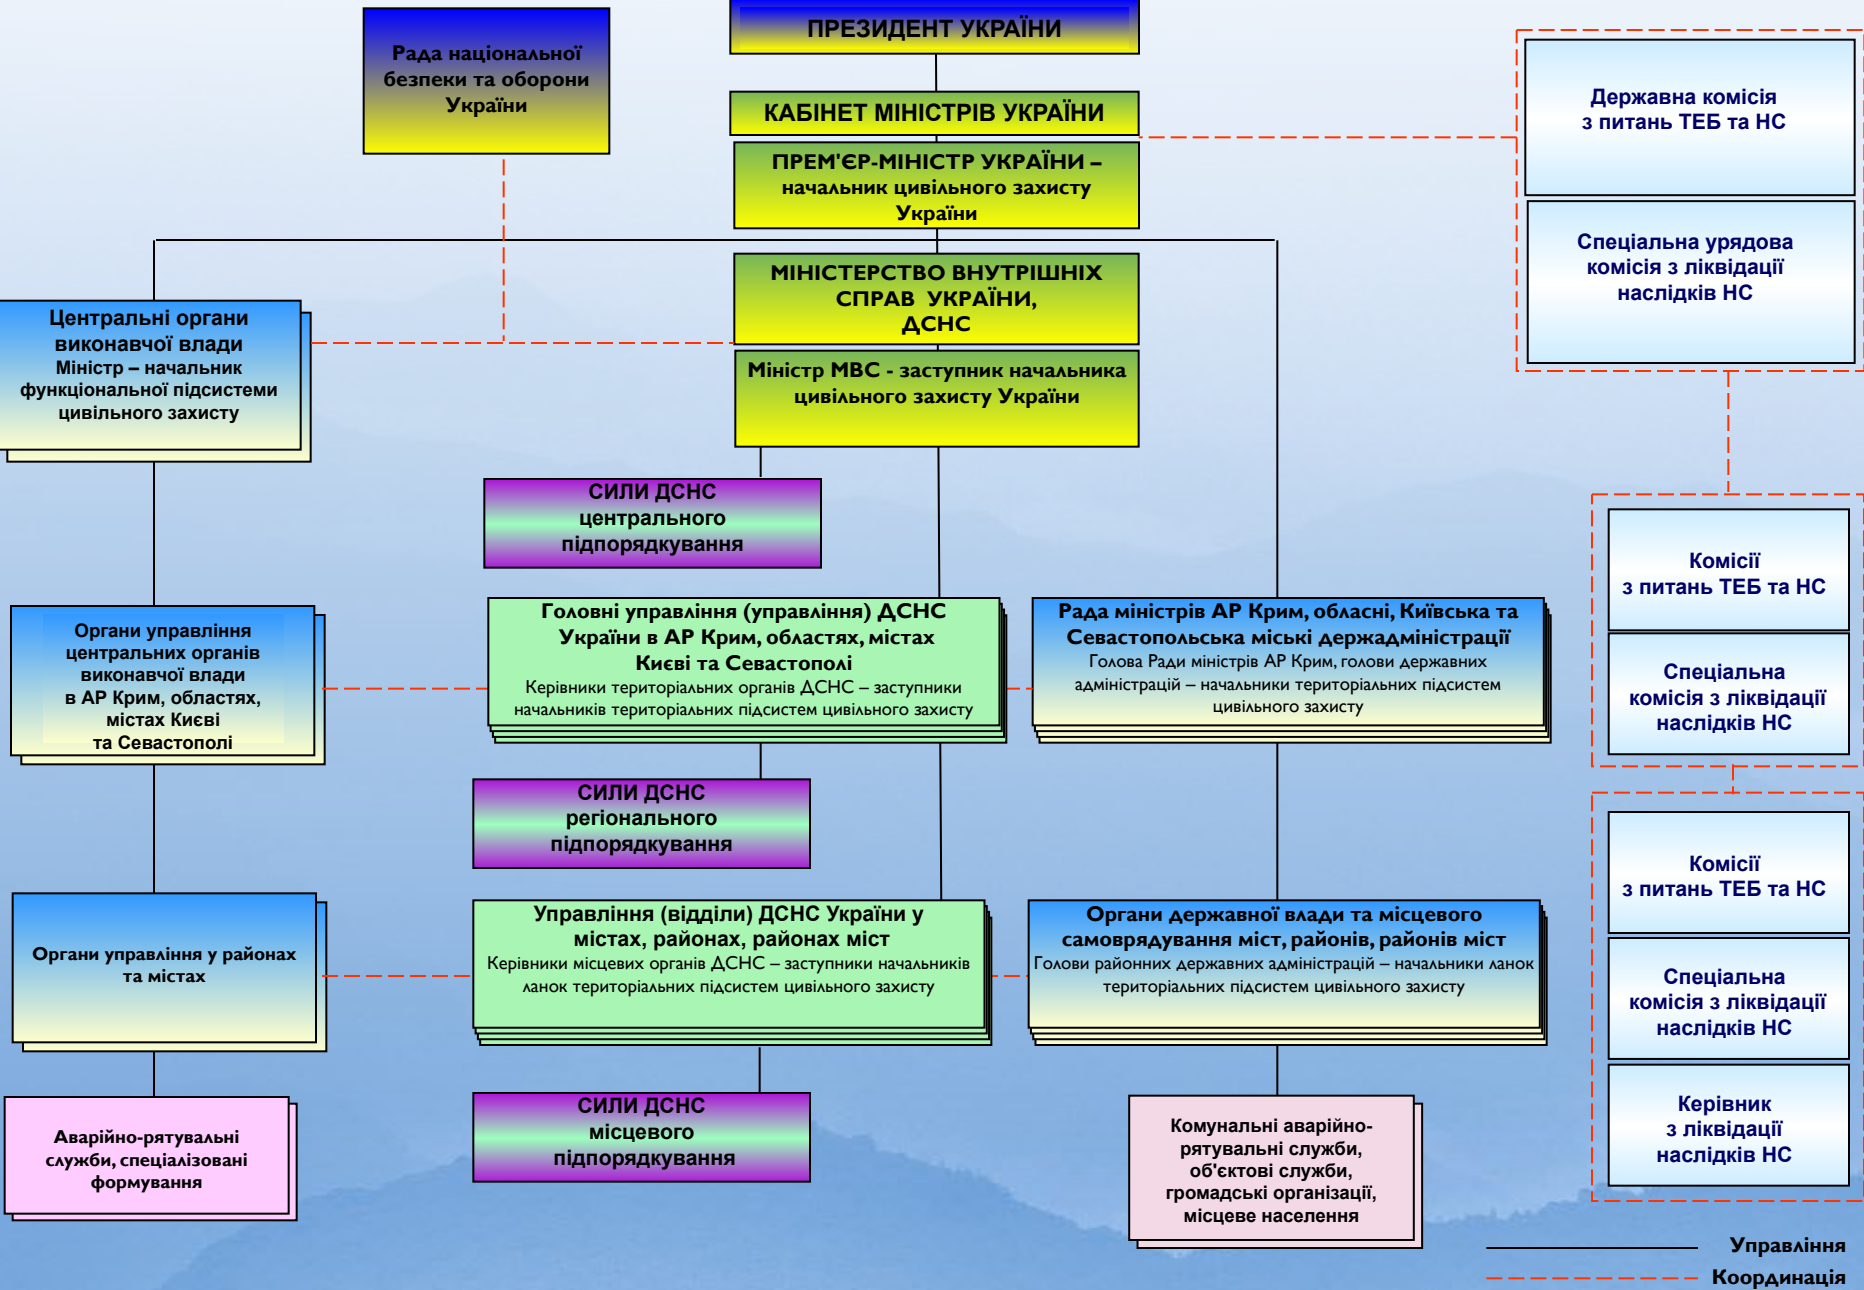 ПРЕЗИДЕНТ УКРАЇНИ
Рада національної
безпеки та оборони
України
КАБІНЕТ МІНІСТРІВ УКРАЇНИ
ПРЕМ'ЄР-МІНІСТР УКРАЇНИ –
начальник цивільного захисту
України
Державна комісія
з питань ТЕБ та НС
Спеціальна урядова
комісія з ліквідації
наслідків НС
МІНІСТЕРСТВО ВНУТРІШНІХ
СПРАВ УКРАЇНИ,
ДСНС
Міністр МВС - заступник начальника
цивільного захисту України
Центральні органи
виконавчої влади
Міністр – начальник
функціональної підсистеми
цивільного захисту
СИЛИ ДСНС
центрального
підпорядкування
Органи управління
центральних органів
виконавчої влади
в АР Крим, областях,
містах Києві
та Севастополі
Головні управління (управління) ДСНС
України в АР Крим, областях, містах
Києві та Севастополі
Керівники територіальних органів ДСНС – заступники
начальників територіальних підсистем цивільного захисту
Рада міністрів АР Крим, обласні, Київська та
Севастопольська міські держадміністрації
Голова Ради міністрів АР Крим, голови державних
адміністрацій – начальники територіальних підсистем
цивільного захисту
Комісії
з питань ТЕБ та НС
Спеціальна
комісія з ліквідації
наслідків НС
СИЛИ ДСНС
регіонального
підпорядкування
Органи управління у районах
та містах
Управління (відділи) ДСНС України у
містах, районах, районах міст
Керівники місцевих органів ДСНС – заступники начальників
ланок територіальних підсистем цивільного захисту
Органи державної влади та місцевого
самоврядування міст, районів, районів міст
Голови районних державних адміністрацій – начальники ланок
територіальних підсистем цивільного захисту
Комісії
з питань ТЕБ та НС
Спеціальна
комісія з ліквідації
наслідків НС
Керівник
з ліквідації
наслідків НС
Аварійно-рятувальні
служби, спеціалізовані
формування
СИЛИ ДСНС
місцевого
підпорядкування
Комунальні аварійно-
рятувальні служби,
об'єктові служби,
громадські організації,
місцеве населення
Управління
Координація